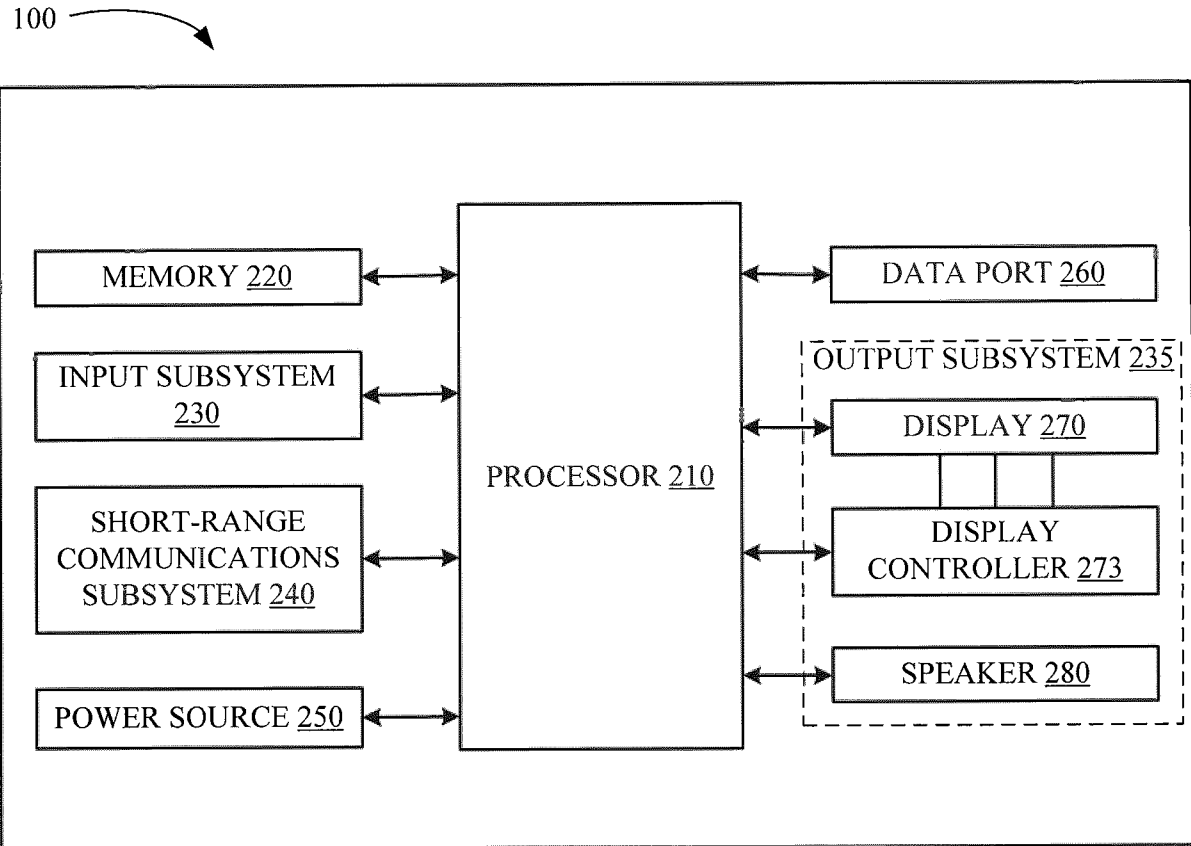 100
MEMORY 220
INPUT SUBSYSTEM
230
SHORT-RANGE
COMMUNICATIONS
SUBSYSTEM 240
POWER SOURCE 250
PROCESSOR 210
DATA PORT 260
OUTPUT SUBSYSTEM 235
DISPLAY 270
DISPLAY
CONTROLLER 273
SPEAKER 280